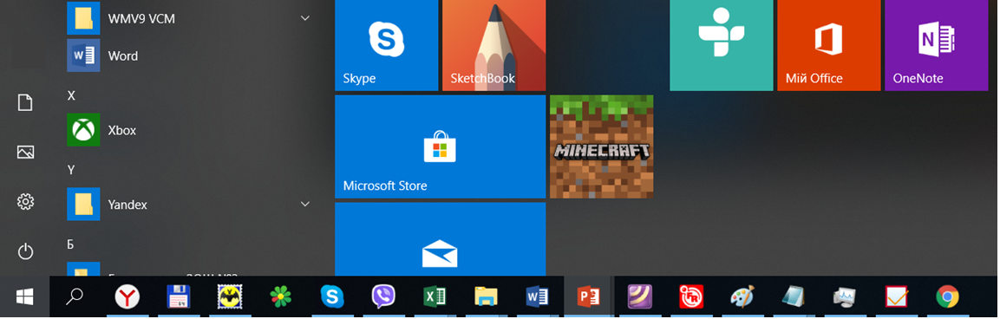 WMV9 VCM
Word
X
Xbox
Y
Yandex
Б
Skype
SketchBook
Мій Office
OneNote
Microsoft Store
MINECRAFT